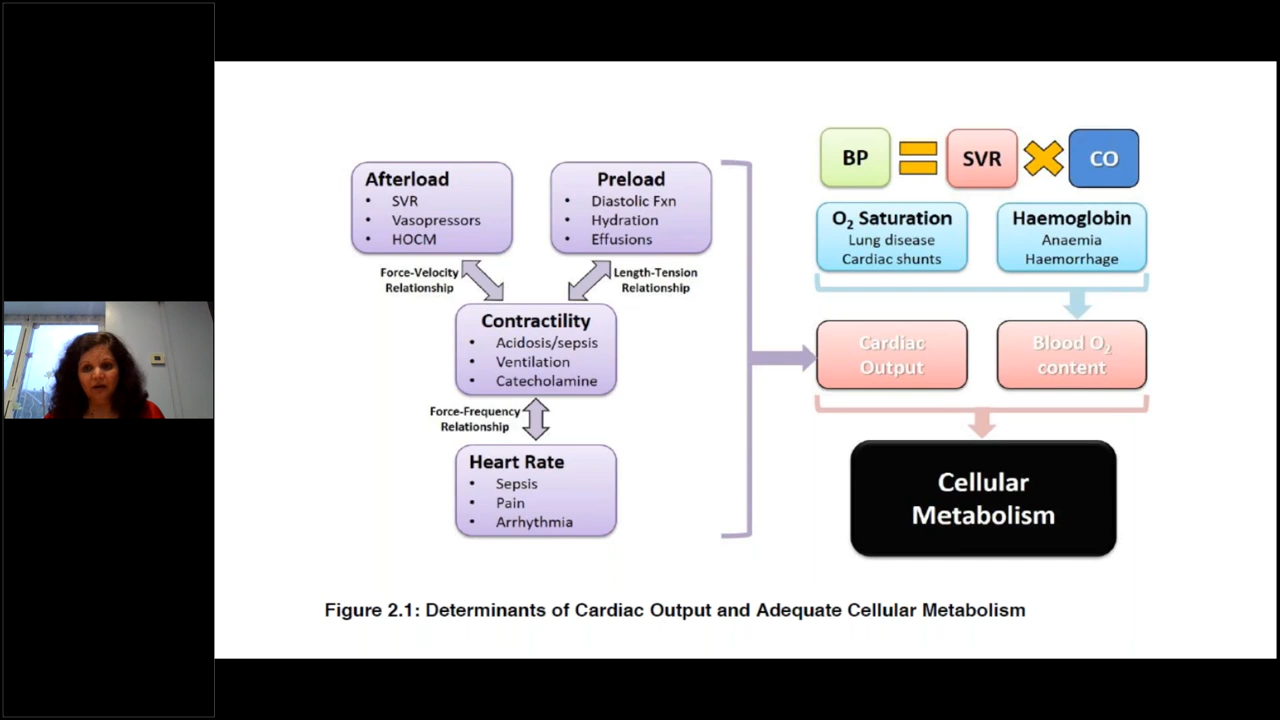 Afterload
• SVR
• Vasopressors
• HOCM
Preload
• Diastolic Fxn
• Hydration
• Effusions
Force-Velocity
Relationship
Length-Tension
Relationship
Contractility
• Acidosis/sepsis
• Ventilation
• Catecholamine
Force-Frequency
Relationship
Heart Rate
• Sepsis
• Pain
• Arrhythmia
BP = SVR × CO
O₂ Saturation
Lung disease
Cardiac shunts
Haemoglobin
Anaemia
Haemorrhage
Cardiac
Output
Blood O₂
content
Cellular
Metabolism
Figure 2.1: Determinants of Cardiac Output and Adequate Cellular Metabolism